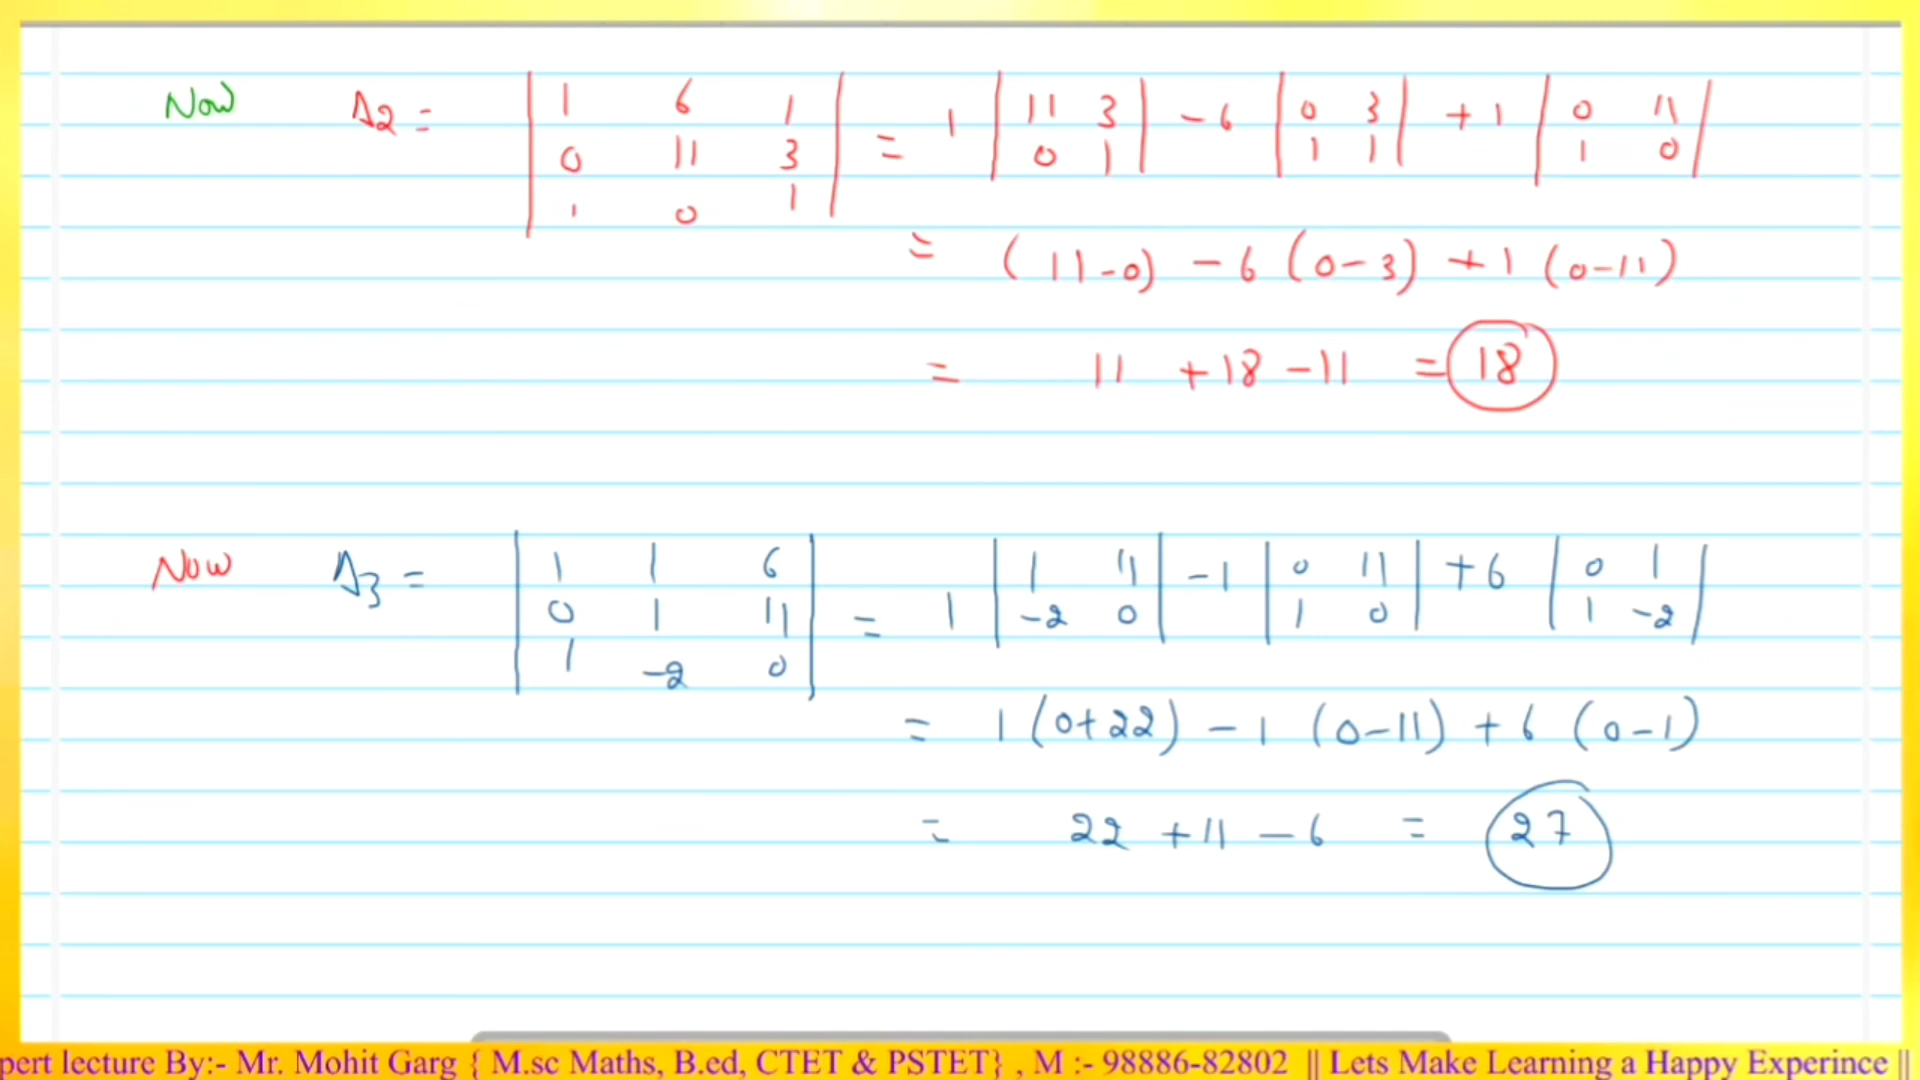 Now Δ2 = | 1 6 1 | = 1 | 11 3 | - 6 | 0 3 | + 1 | 0 11 |
| 0 11 3 | | 0 1 | | 1 1 | | 1 0 |
| 1 0 1 |
= (11-0) - 6 (0-3) + 1 (0-11)
= 11 + 18 - 11 = 18
Now Δ3 = | 1 1 6 | = 1 | 1 11 | - 1 | 0 11 | + 6 | 0 1 |
| 0 1 11 | | -2 0 | | 1 0 | | 1 -2 |
| 1 -2 0 |
= 1 (0+22) - 1 (0-11) + 6 (0-1)
= 22 + 11 - 6 = 27
pert lecture By:- Mr. Mohit Garg { M.sc Maths, B.ed, CTET & PSTET} , M :- 98886-82802 || Lets Make Learning a Happy Experince ||